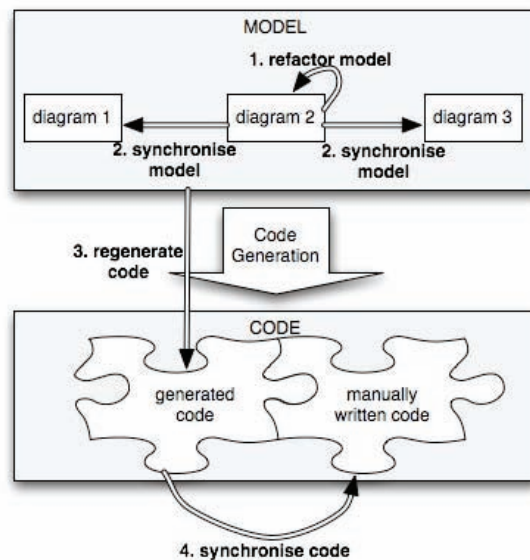 MODEL
1. refactor model
diagram 1
diagram 2
diagram 3
2. synchronise
model
2. synchronise
model
3. regenerate
code
Code
Generation
CODE
generated
code
manually
written code
4. synchronise code